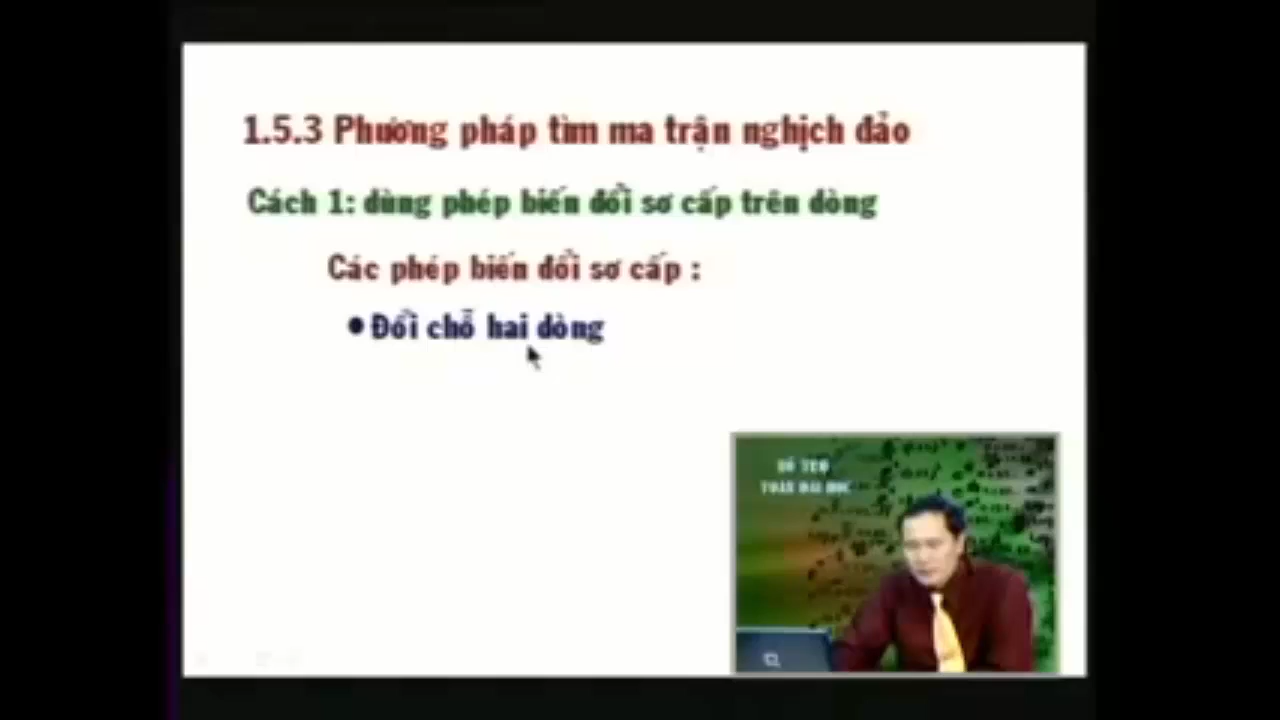 1.5.3 Phương pháp tìm ma trận nghịch đảo
Cách 1: dùng phép biến đổi sơ cấp trên dòng
Các phép biến đổi sơ cấp :
• Đổi chỗ hai dòng